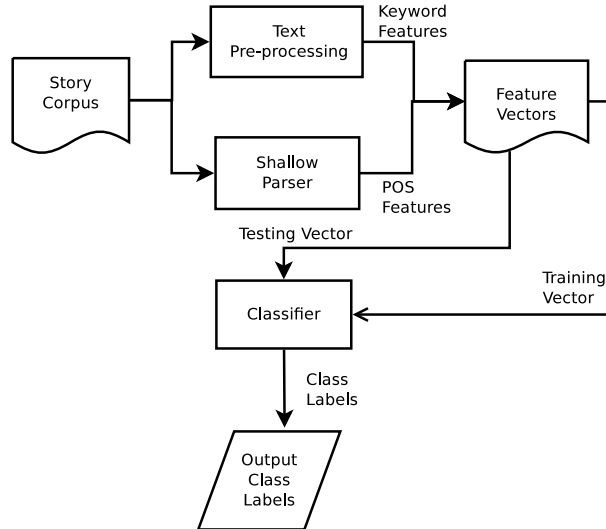 Keyword
Features
Text
Pre-processing
Story
Corpus
Feature
Vectors
Shallow
Parser
POS
Features
Testing Vector
Training
Vector
Classifier
Class
Labels
Output
Class
Labels